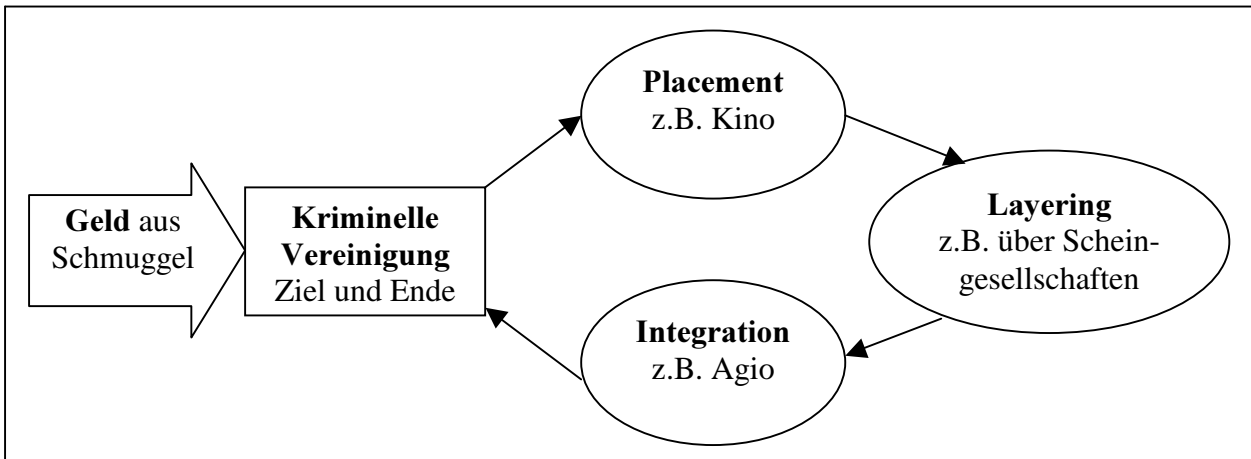 Geld aus
Schmuggel
Kriminelle
Vereinigung
Ziel und Ende
Placement
z.B. Kino
Layering
z.B. über Schein-
gesellschaften
Integration
z.B. Agio